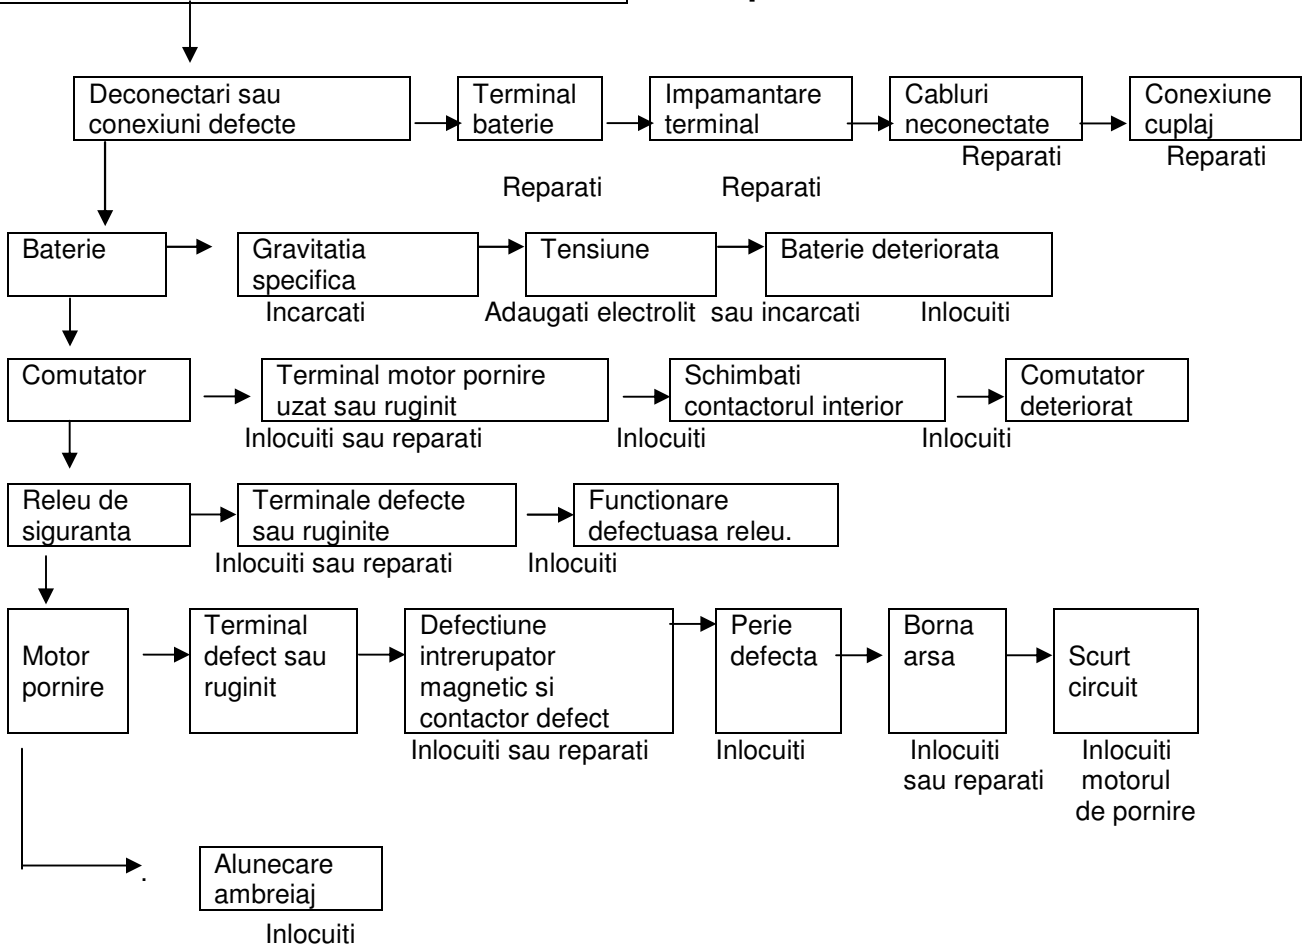 Deconectari sau
conexiuni defecte
Terminal
baterie
Impamantare
terminal
Cabluri
neconectate
Conexiune
cuplaj
Reparati
Reparati
Reparati
Reparati
Baterie
Gravitatia
specifica
Tensiune
Baterie deteriorata
Incarcati
Adaugati electrolit sau incarcati
Inlocuiti
Comutator
Terminal motor pornire
uzat sau ruginit
Schimbati
contactorul interior
Comutator
deteriorat
Inlocuiti sau reparati
Inlocuiti
Inlocuiti
Releu de
siguranta
Terminale defecte
sau ruginite
Functionare
defectuasa releu.
Inlocuiti sau reparati
Inlocuiti
Motor
pornire
Terminal
defect sau
ruginit
Defectiune
intrerupator
magnetic si
contactor defect
Perie
defecta
Borna
arsa
Scurt
circuit
Inlocuiti sau reparati
Inlocuiti
Inlocuiti
sau reparati
Inlocuiti
motorul
de pornire
.
Alunecare
ambreiaj
Inlocuiti